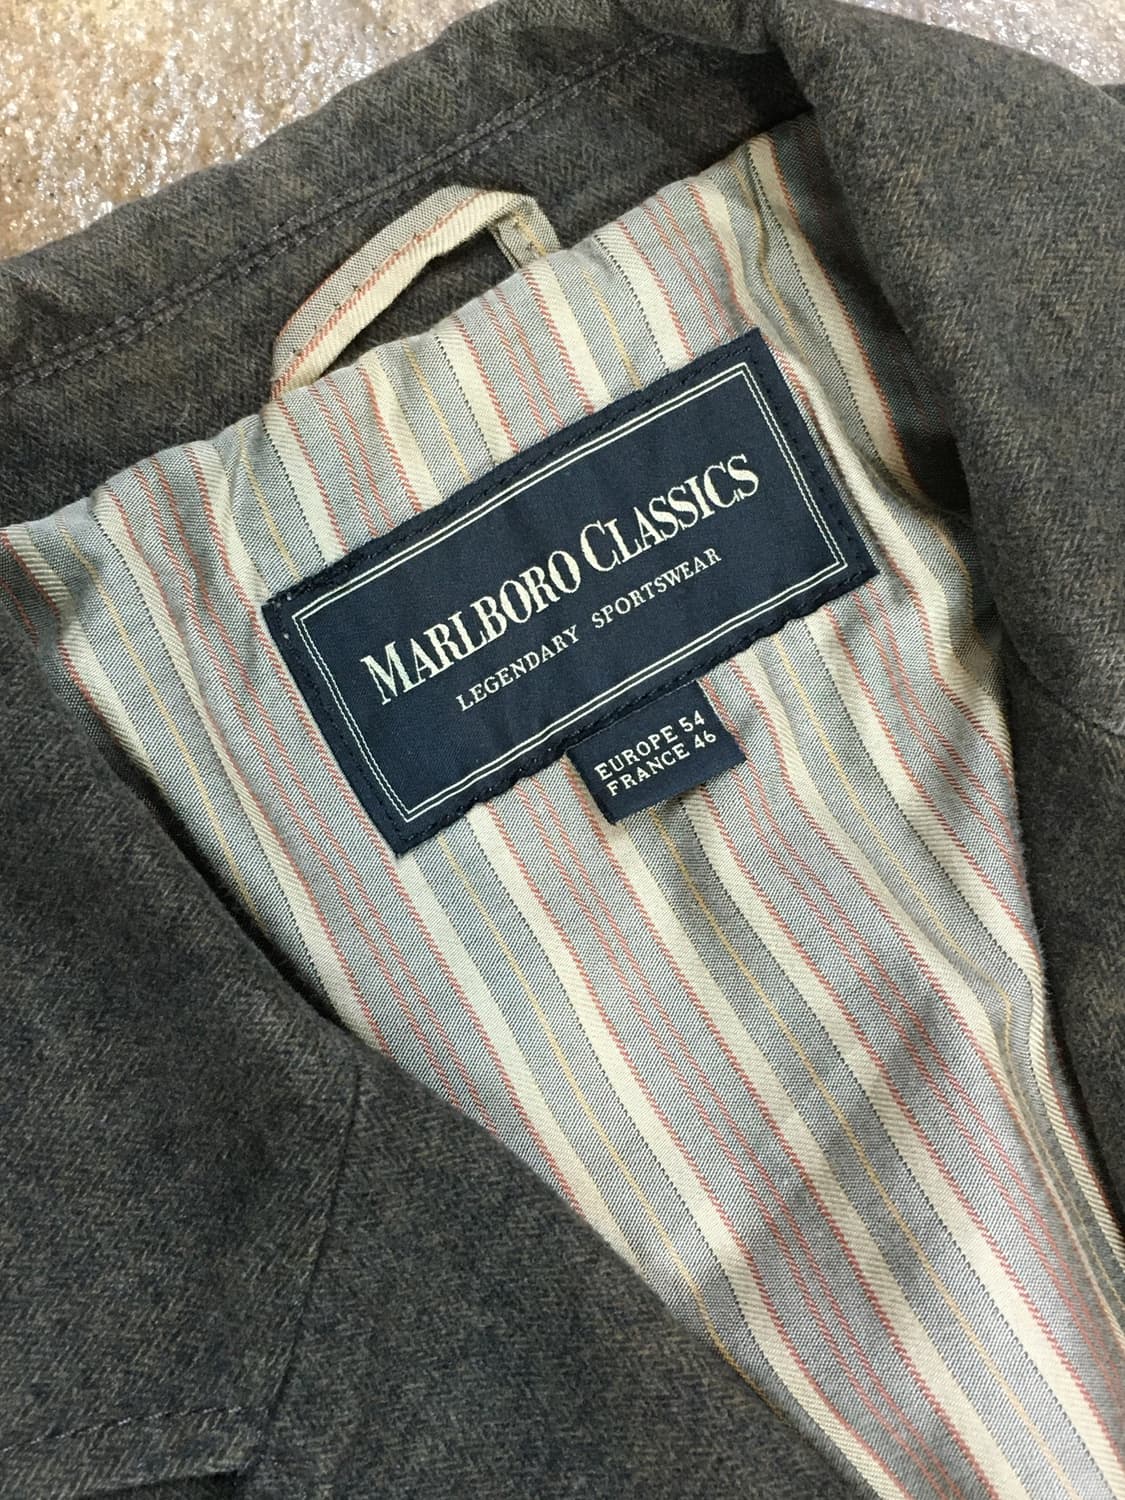 MARLBORO CLASSICS
LEGENDARY SPORTSWEAR
EUROPE 54
FRANCE 46